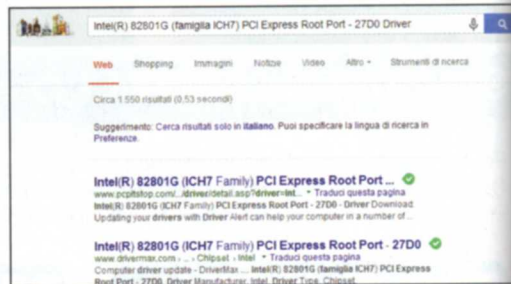 Intel(R) 82801G (famiglia ICH7) PCI Express Root Port - 27D0 Driver
Web Shopping Immagini Notizie Video Altro Strumenti di ricerca
Circa 1.550 risultati (0,53 secondi)
Suggerimento: Cerca risultati solo in italiano. Puoi specificare la lingua di ricerca in
Preferenze.
Intel(R) 82801G (ICH7 Family) PCI Express Root Port ...
www.pcpitstop.com/../driver/detail.asp?driver=Int... Traduci questa pagina
Intel(R) 82801G (ICH7 Family) PCI Express Root Port - 27D0 - Driver Download.
Updating your drivers with Driver Alert can help your computer in a number of ...
Intel(R) 82801G (ICH7 Family) PCI Express Root Port - 27D0
www.drivermax.com › ... › Chipset › Intel Traduci questa pagina
Computer driver update - DriverMax ... Intel(R) 82801G (famiglia ICH7) PCI Express
Root Port - 27D0, Driver Manufacturer, Intel, Driver Type, Chipset.